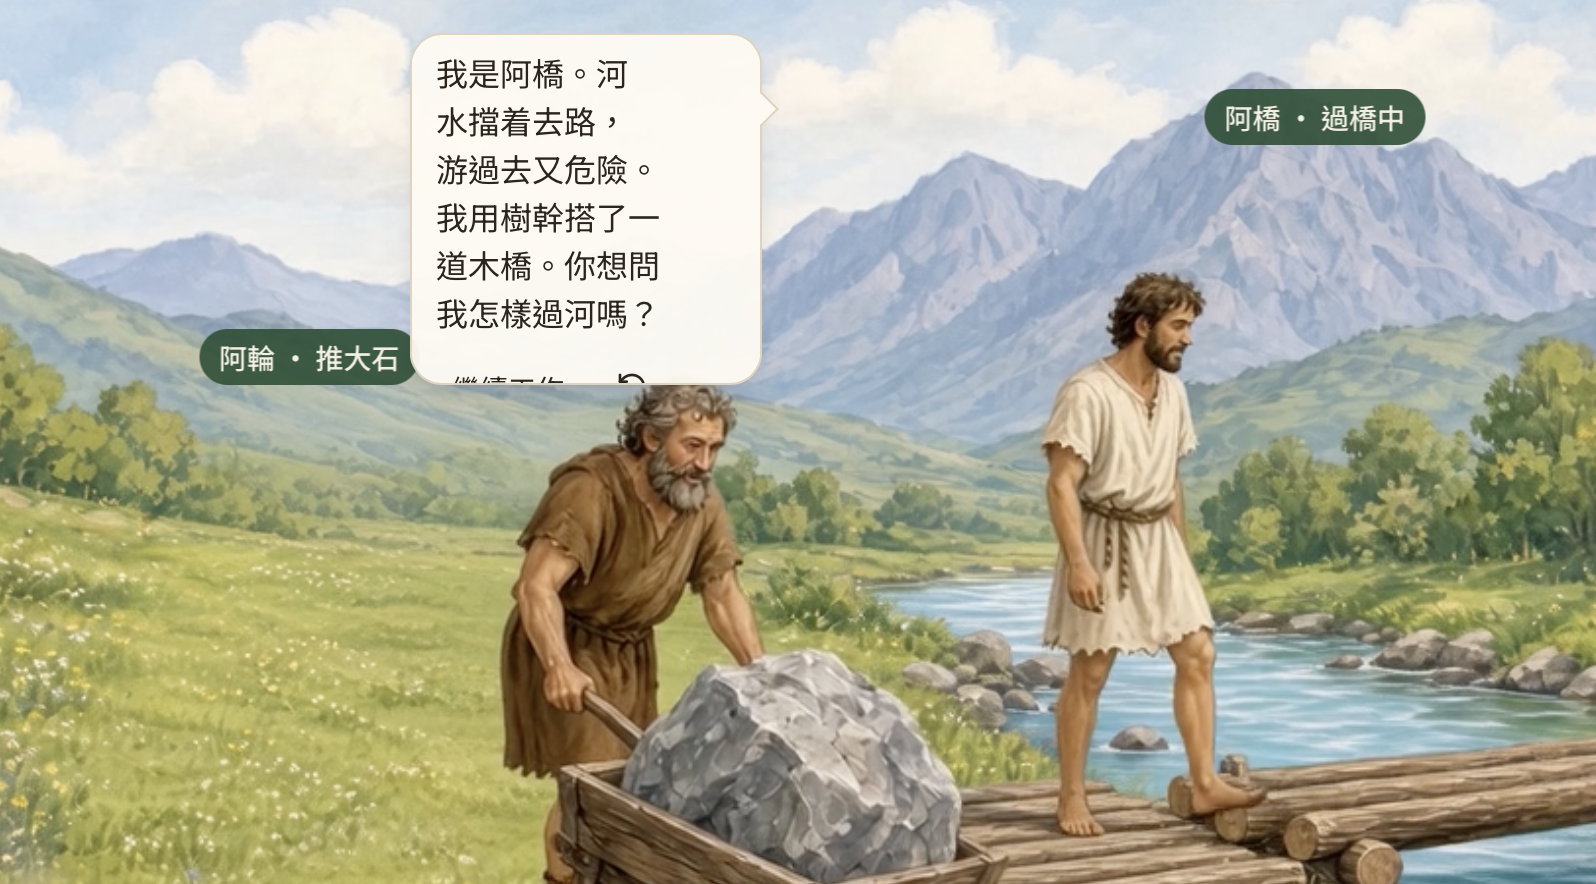 我是阿橋。河
水擋着去路，
游過去又危險。
我用樹幹搭了一
道木橋。你想問
我怎樣過河嗎？
阿橋 · 過橋中
阿輪 · 推大石